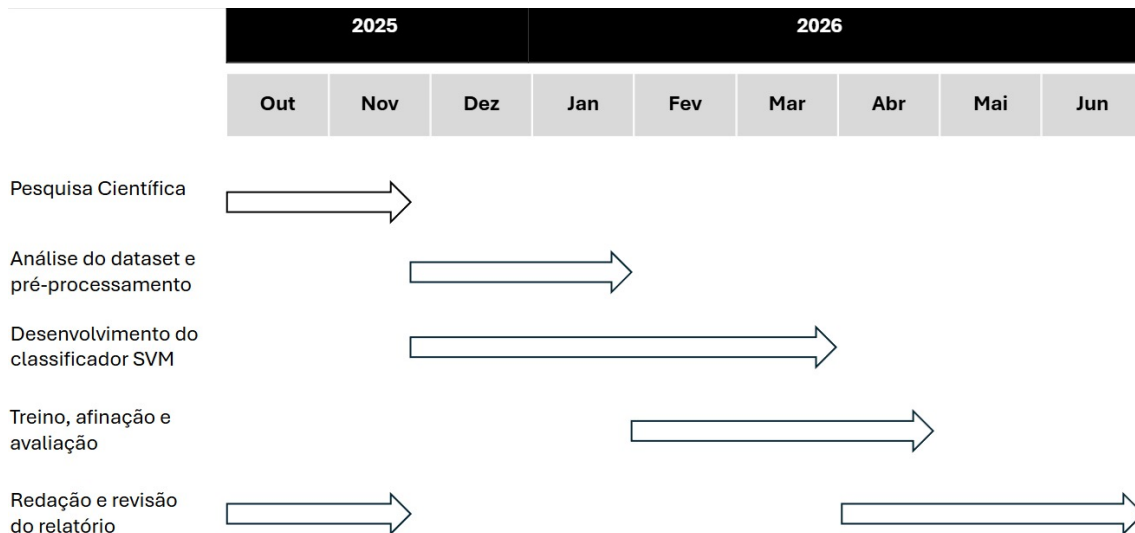 2025 2026
Out Nov Dez Jan Fev Mar Abr Mai Jun
Pesquisa Científica
Análise do dataset e
pré-processamento
Desenvolvimento do
classificador SVM
Treino, afinação e
avaliação
Redação e revisão
do relatório